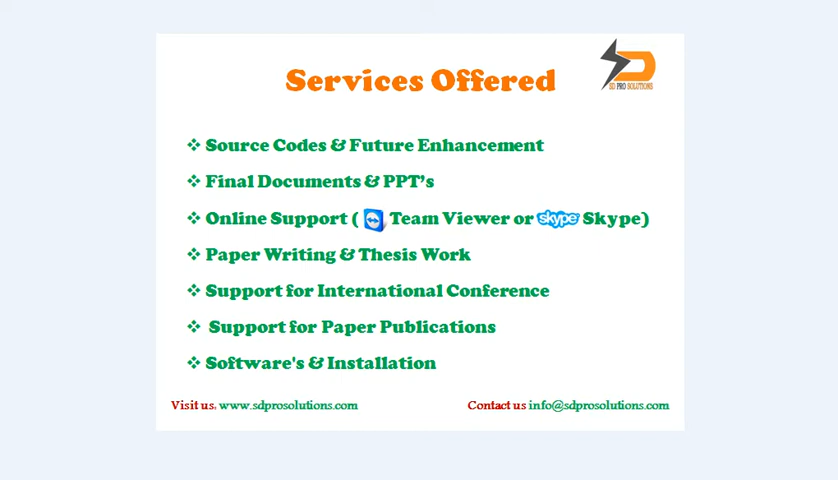 Services Offered
SD PRO SOLUTIONS
❖ Source Codes & Future Enhancement
❖ Final Documents & PPT's
❖ Online Support ( Team Viewer or skype Skype)
❖ Paper Writing & Thesis Work
❖ Support for International Conference
❖ Support for Paper Publications
❖ Software's & Installation
Visit us. www.sdprosolutions.com Contact us info@sdprosolutions.com